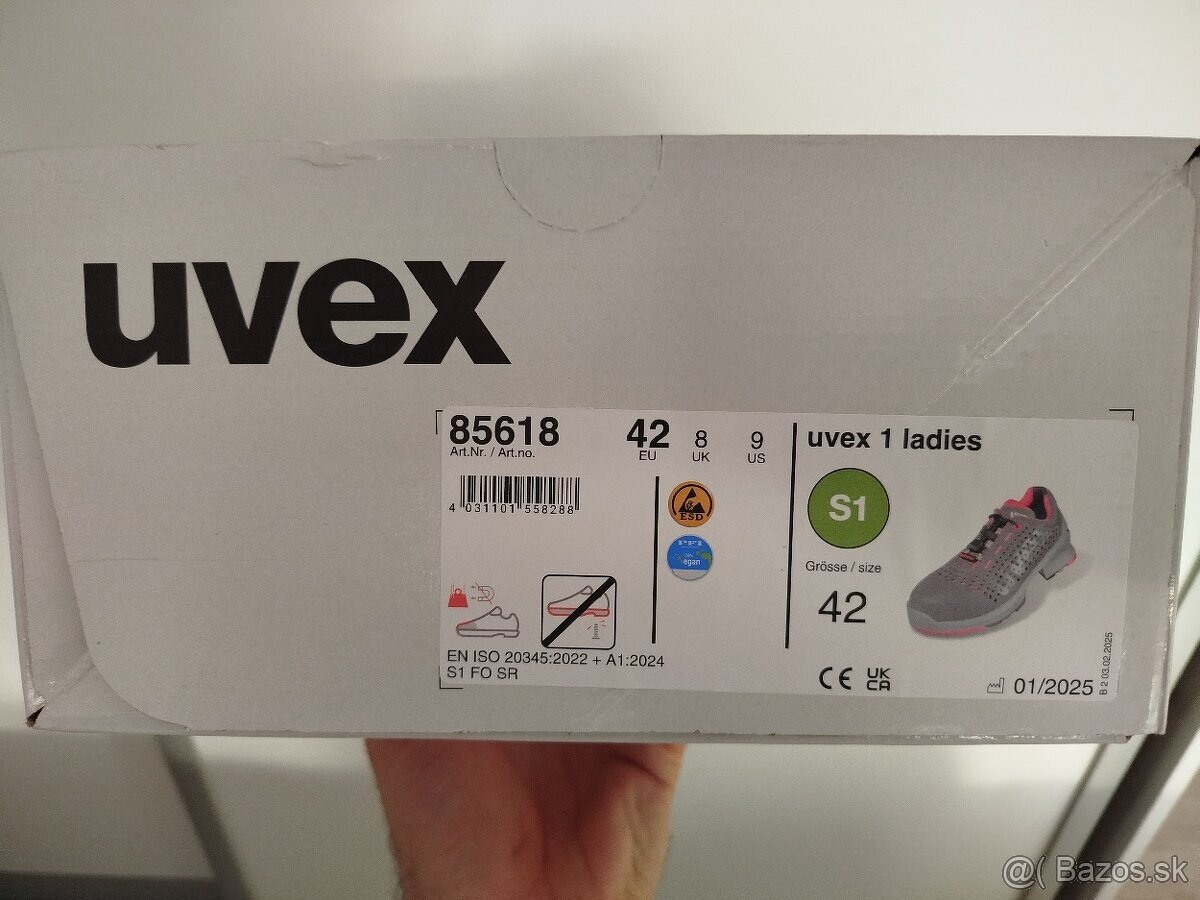 uvex
85618
Art.Nr. / Art.no.
42 EU
8 UK
9 US
4 031101 558288
ESD
PFI
100%
vegan
EN ISO 20345:2022 + A1:2024
S1 FO SR
uvex 1 ladies
S1
Grösse / size
42
CE UK CA
01/2025
B 2 03.02.2025
@( Bazos.sk